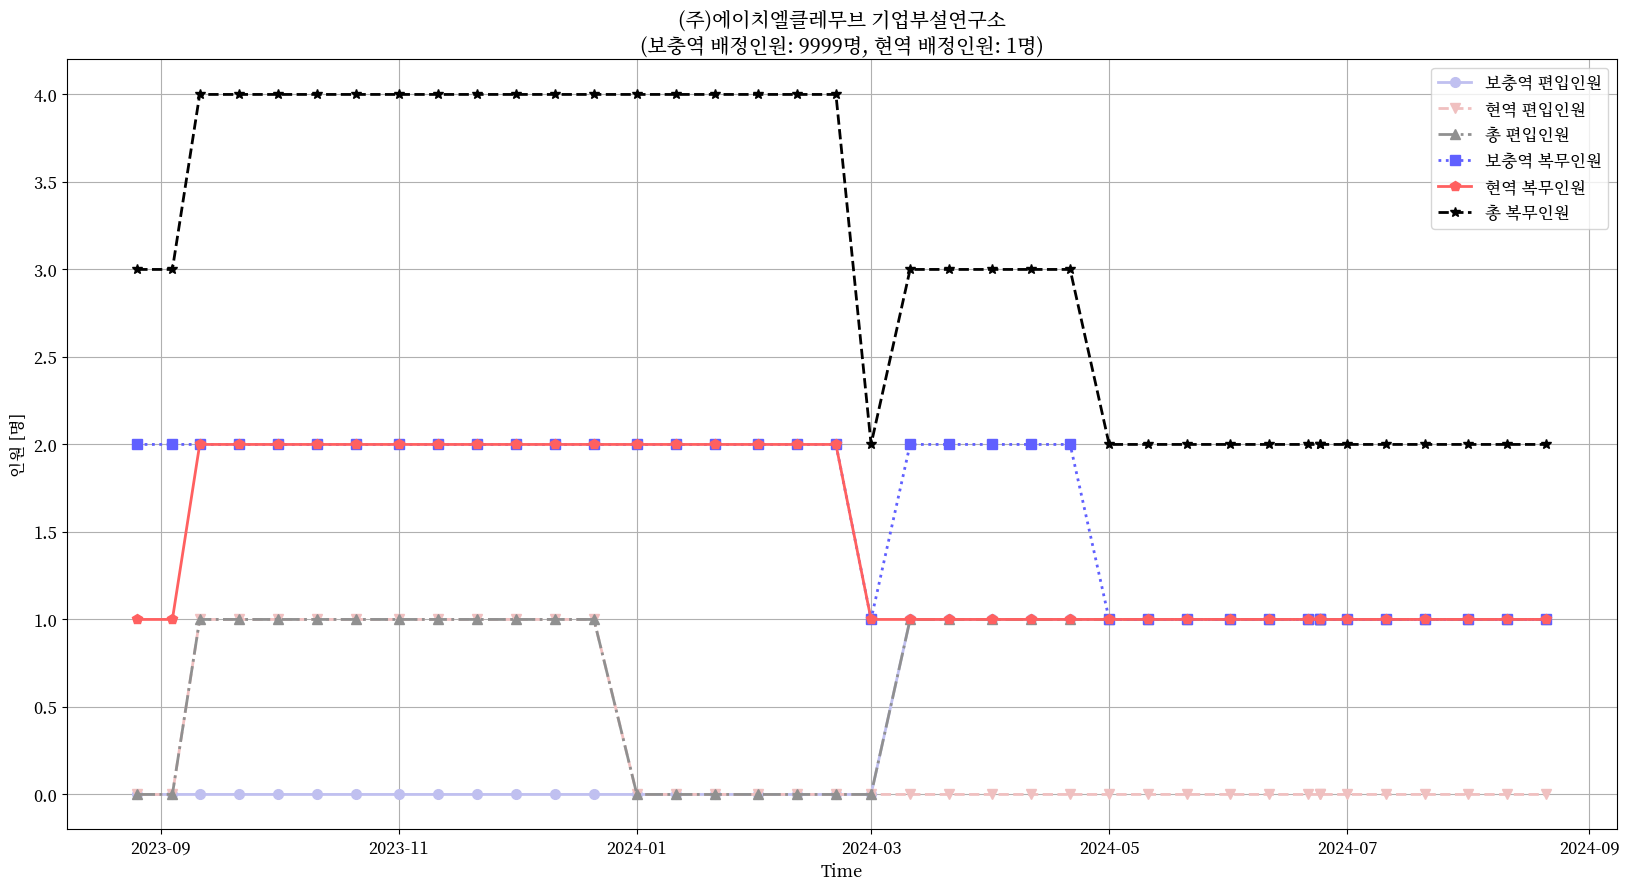 (주)에이치엘클레무브 기업부설연구소
(보충역 배정인원: 9999명, 현역 배정인원: 1명)
보충역 편입인원
현역 편입인원
총 편입인원
보충역 복무인원
현역 복무인원
총 복무인원
4.0
3.5
3.0
2.5
2.0
1.5
1.0
0.5
0.0
인원 [명]
2023-09
2023-11
2024-01
2024-03
2024-05
2024-07
2024-09
Time